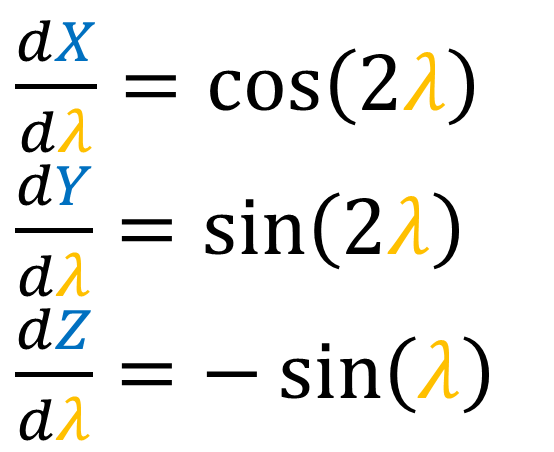 dX/dλ = cos(2λ)
dY/dλ = sin(2λ)
dZ/dλ = − sin(λ)